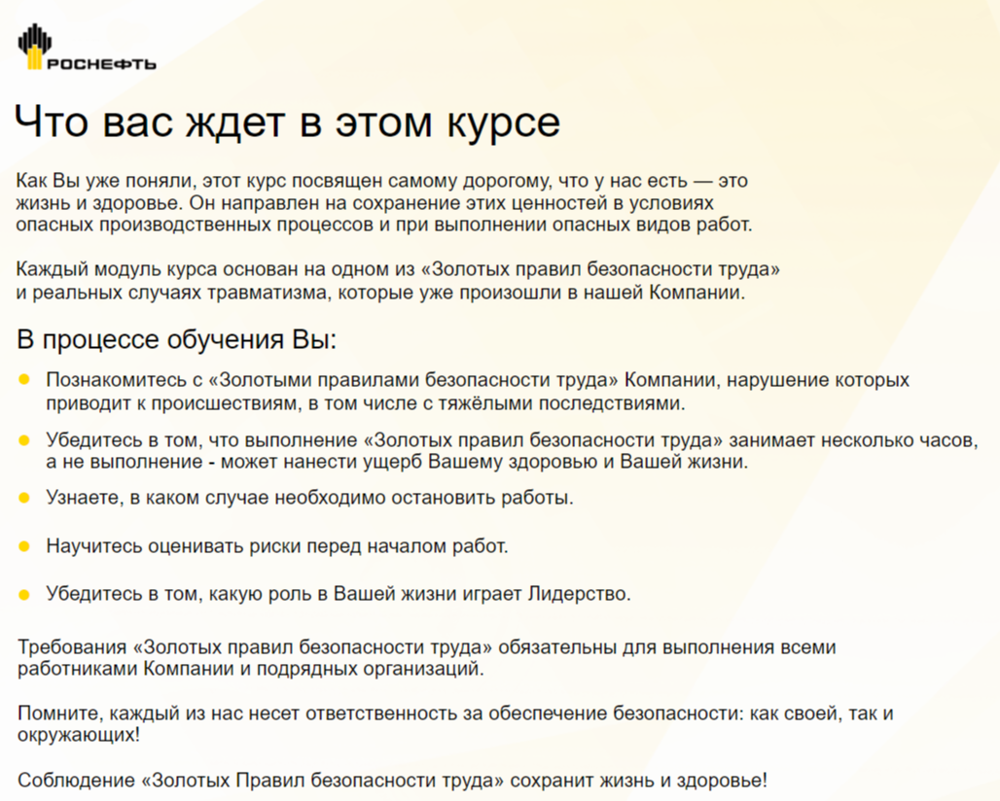 РОСНЕФТЬ
Что вас ждет в этом курсе
Как Вы уже поняли, этот курс посвящен самому дорогому, что у нас есть — это
жизнь и здоровье. Он направлен на сохранение этих ценностей в условиях
опасных производственных процессов и при выполнении опасных видов работ.
Каждый модуль курса основан на одном из «Золотых правил безопасности труда»
и реальных случаях травматизма, которые уже произошли в нашей Компании.
В процессе обучения Вы:
Познакомитесь с «Золотыми правилами безопасности труда» Компании, нарушение которых
приводит к происшествиям, в том числе с тяжёлыми последствиями.
Убедитесь в том, что выполнение «Золотых правил безопасности труда» занимает несколько часов,
а не выполнение - может нанести ущерб Вашему здоровью и Вашей жизни.
Узнаете, в каком случае необходимо остановить работы.
Научитесь оценивать риски перед началом работ.
Убедитесь в том, какую роль в Вашей жизни играет Лидерство.
Требования «Золотых правил безопасности труда» обязательны для выполнения всеми
работниками Компании и подрядных организаций.
Помните, каждый из нас несет ответственность за обеспечение безопасности: как своей, так и
окружающих!
Соблюдение «Золотых Правил безопасности труда» сохранит жизнь и здоровье!